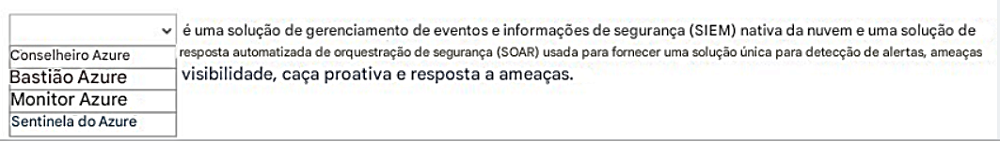 é uma solução de gerenciamento de eventos e informações de segurança (SIEM) nativa da nuvem e uma solução de
resposta automatizada de orquestração de segurança (SOAR) usada para fornecer uma solução única para detecção de alertas, ameaças
visibilidade, caça proativa e resposta a ameaças.
Conselheiro Azure
Bastião Azure
Monitor Azure
Sentinela do Azure